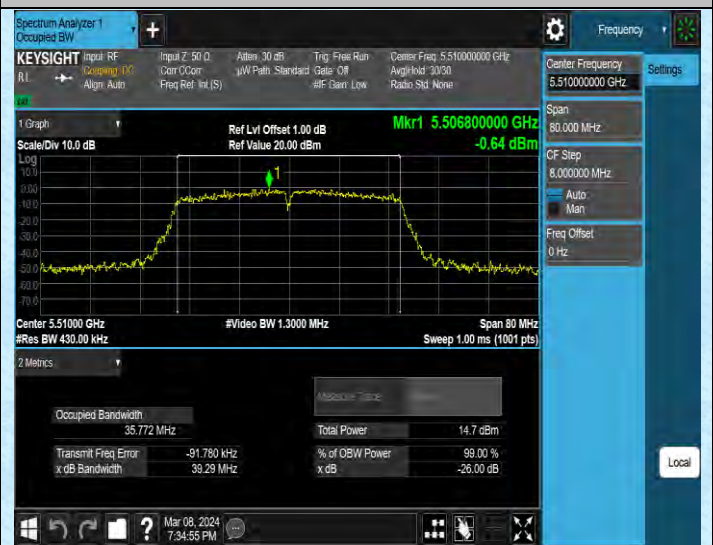 Spectrum Analyzer 1
Occupied BW
+
Frequency
KEYSIGHT Input: RF
RL
Coupling: DC
Align: Auto
Input Z: 50 Ω
Corr CCorr
Freq Ref: Int (S)
Atten: 30 dB
µW Path: Standard
Trig: Free Run
Gate: Off
#IF Gain: Low
Center Freq: 5.510000000 GHz
Avg|Hold: 30/30
Radio Std: None
Center Frequency
5.510000000 GHz
Settings
Span
80.000 MHz
CF Step
8.000000 MHz
Auto
Man
Freq Offset
0 Hz
1 Graph
Scale/Div 10.0 dB
Ref Lvl Offset 1.00 dB
Ref Value 20.00 dBm
Mkr1 5.506800000 GHz
-0.64 dBm
Log
10.0
0.00
-10.0
-20.0
-30.0
-40.0
-50.0
-60.0
-70.0
1
Center 5.51000 GHz
#Res BW 430.00 kHz
#Video BW 1.3000 MHz
Span 80 MHz
Sweep 1.00 ms (1001 pts)
2 Metrics
Measure Trace
Occupied Bandwidth
35.772 MHz
Total Power 14.7 dBm
Transmit Freq Error -91.780 kHz
% of OBW Power 99.00 %
x dB Bandwidth 39.29 MHz
x dB -26.00 dB
Local
?
Mar 08, 2024
7:34:55 PM